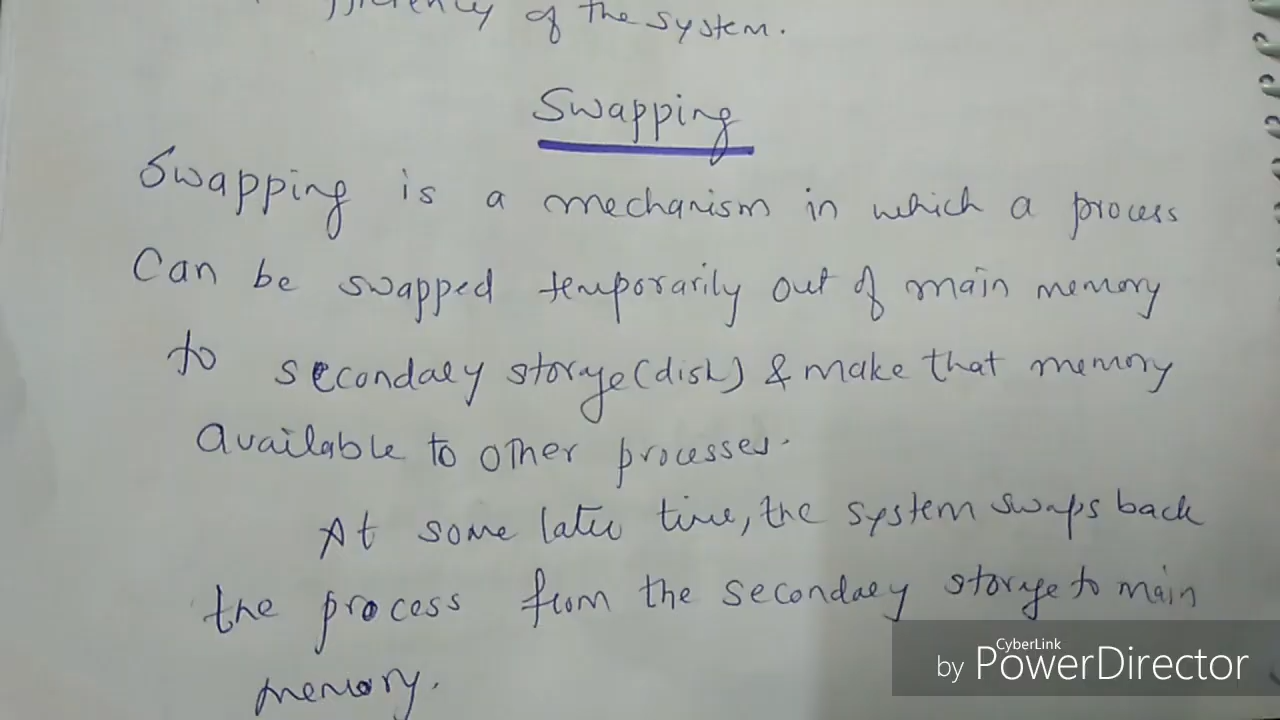 fficiency of the system.
Swapping
Swapping is a mechanism in which a process
Can be swapped temporarily out of main memory
to secondary storage(disk) & make that memory
available to other processes.
At some later time, the system swaps back
the process from the secondary storage to main
memory.
CyberLink
by PowerDirector